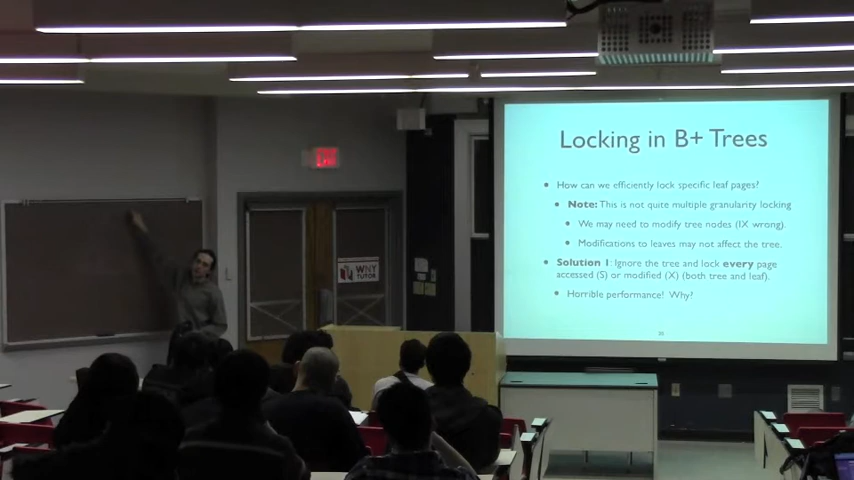 Locking in B+ Trees
• How can we efficiently lock specific leaf pages?
• Note: This is not quite multiple granularity locking
• We may need to modify tree nodes (IX wrong).
• Modifications to leaves may not affect the tree.
• Solution 1: Ignore the tree and lock every page
accessed (S) or modified (X) (both tree and leaf).
• Horrible performance! Why?
EXIT
WNY
TUTOR